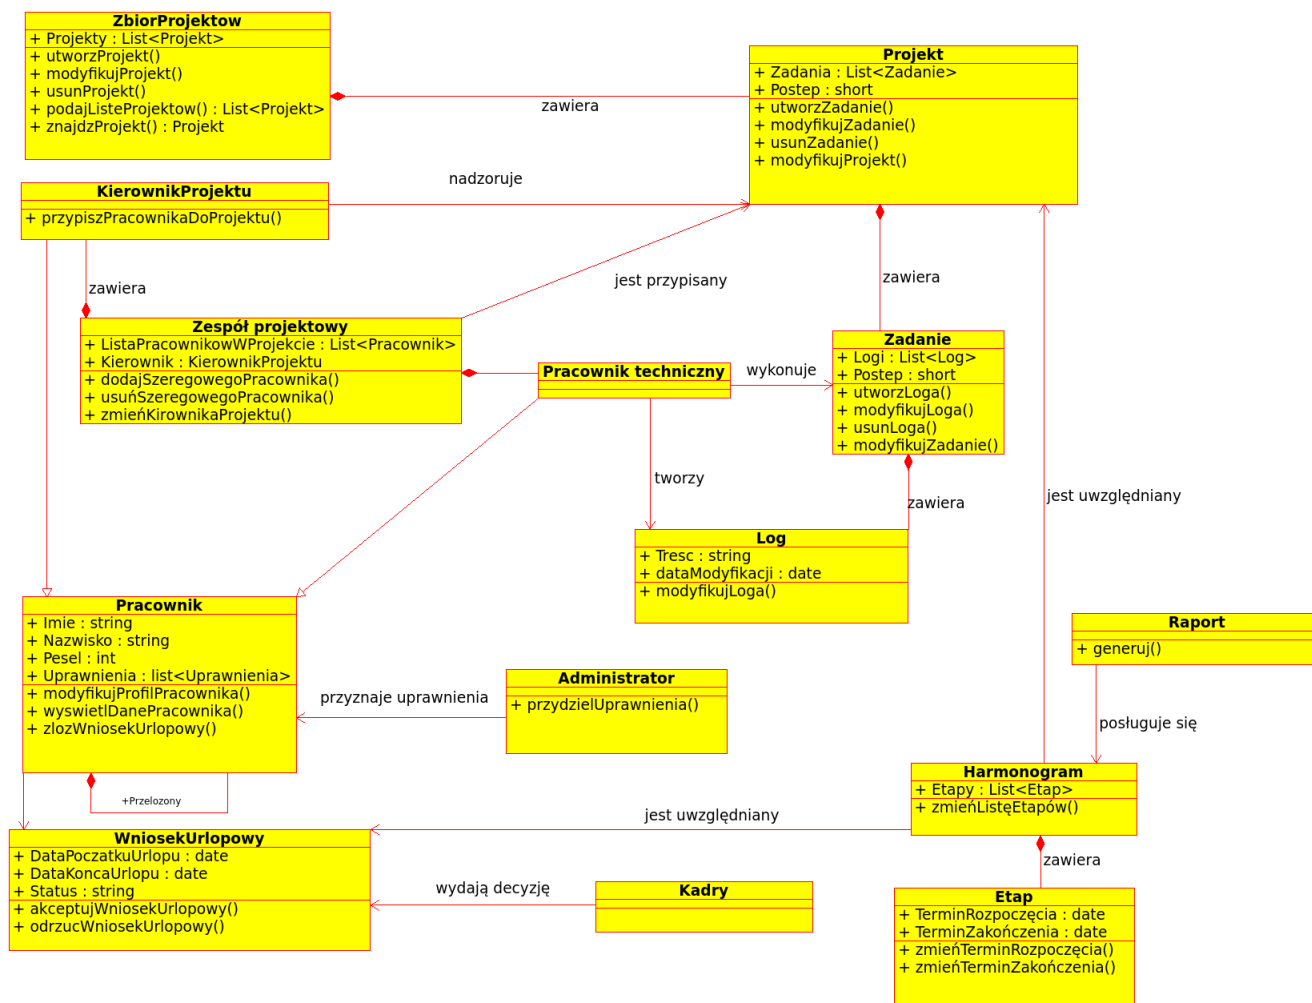 ZbiorProjektow
+ Projekty : List<Projekt>
+ utworzProjekt()
+ modyfikujProjekt()
+ usunProjekt()
+ podajListeProjektow() : List<Projekt>
+ znajdzProjekt() : Projekt
zawiera
Projekt
+ Zadania : List<Zadanie>
+ Postep : short
+ utworzZadanie()
+ modyfikujZadanie()
+ usunZadanie()
+ modyfikujProjekt()
KierownikProjektu
+ przypiszPracownikaDoProjektu()
nadzoruje
zawiera
jest przypisany
zawiera
Zespół projektowy
+ ListaPracownikowWProjekcie : List<Pracownik>
+ Kierownik : KierownikProjektu
+ dodajSzeregowegoPracownika()
+ usuńSzeregowegoPracownika()
+ zmieńKirownikaProjektu()
Pracownik techniczny
wykonuje
Zadanie
+ Logi : List<Log>
+ Postep : short
+ utworzLoga()
+ modyfikujLoga()
+ usunLoga()
+ modyfikujZadanie()
tworzy
zawiera
jest uwzględniany
Log
+ Tresc : string
+ dataModyfikacji : date
+ modyfikujLoga()
Pracownik
+ Imie : string
+ Nazwisko : string
+ Pesel : int
+ Uprawnienia : list<Uprawnienia>
+ modyfikujProfilPracownika()
+ wyswietlDanePracownika()
+ zlozWniosekUrlopowy()
+Przelozony
przyznaje uprawnienia
Administrator
+ przydzielUprawnienia()
Raport
+ generuj()
posługuje się
Harmonogram
+ Etapy : List<Etap>
+ zmieńListęEtapów()
jest uwzględniany
zawiera
WniosekUrlopowy
+ DataPoczatkuUrlopu : date
+ DataKoncaUrlopu : date
+ Status : string
+ akceptujWniosekUrlopowy()
+ odrzucWniosekUrlopowy()
wydają decyzję
Kadry
Etap
+ TerminRozpoczęcia : date
+ TerminZakończenia : date
+ zmieńTerminRozpoczęcia()
+ zmieńTerminZakończenia()